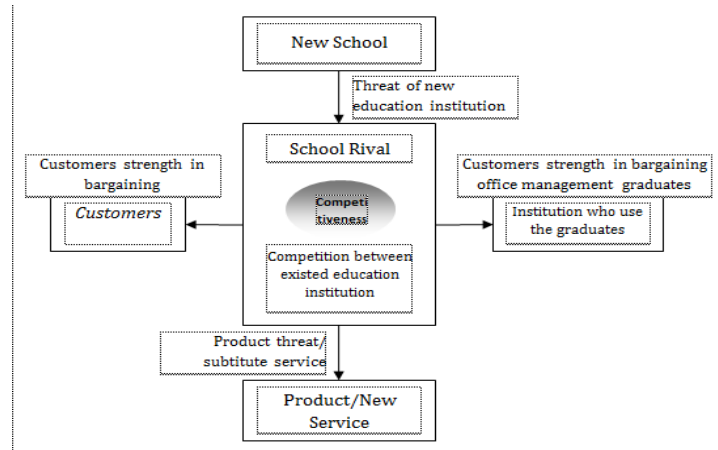 New School
Threat of new
education institution
School Rival
Customers strength in
bargaining
Customers
Competi
tiveness
Customers strength in bargaining
office management graduates
Institution who use
the graduates
Competition between
existed education
institution
Product threat/
subtitute service
Product/New
Service